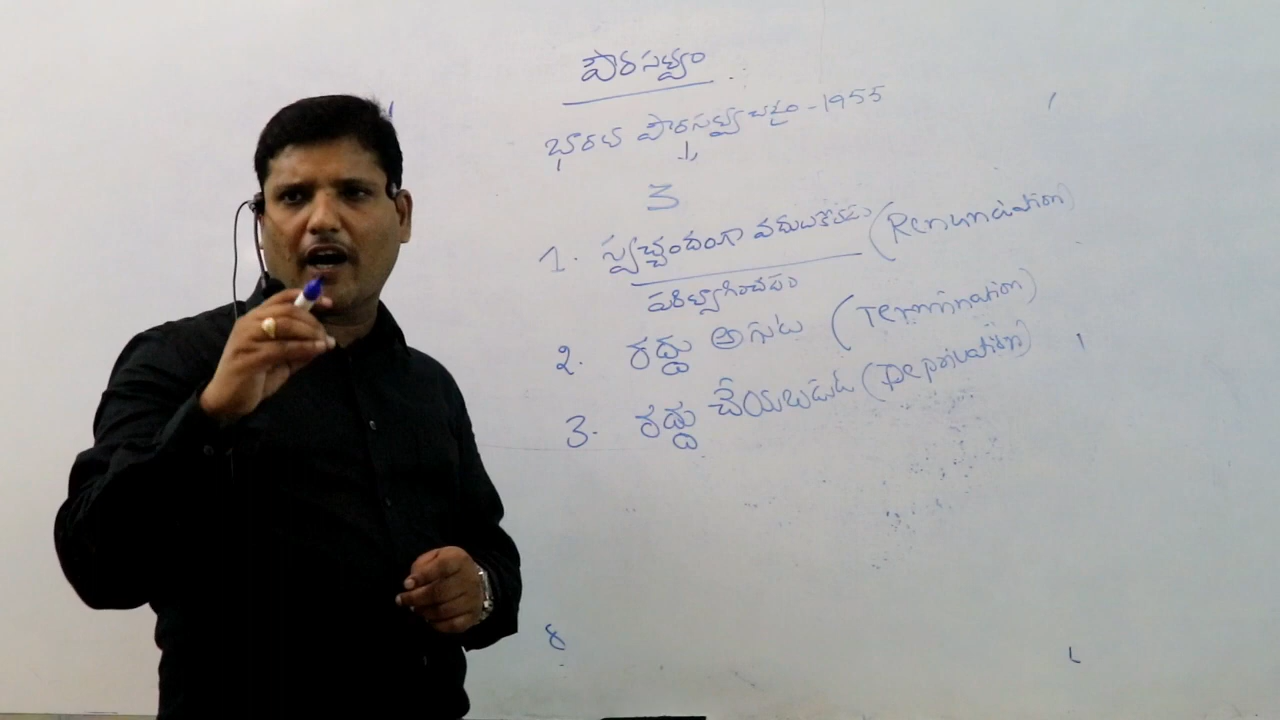 పౌరసత్వం
భారత పౌరసత్వ చట్టం - 1955
3
1. స్వచ్ఛందంగా వదులుకోవడం (Renunciation)
పరిత్యాగించడం
2. రద్దు అగుట (Termination)
3. రద్దు చేయబడుట (Deprivation)